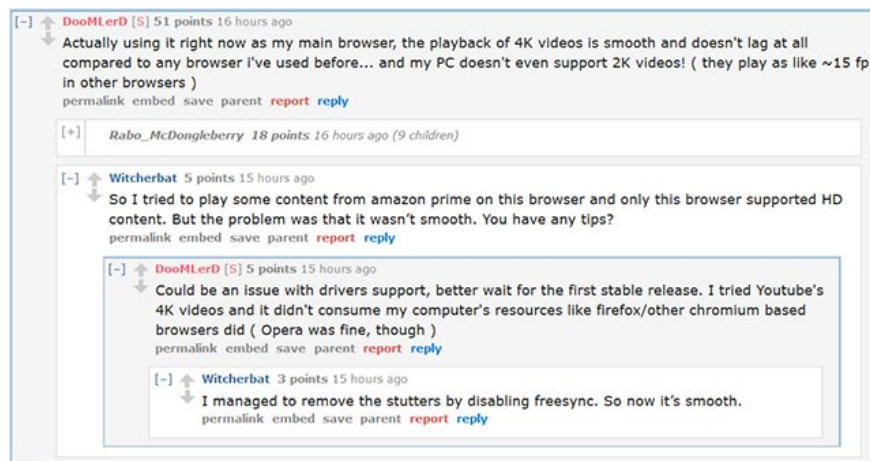 [-] DooMLerD [S] 51 points 16 hours ago
Actually using it right now as my main browser, the playback of 4K videos is smooth and doesn't lag at all
compared to any browser i've used before... and my PC doesn't even support 2K videos! ( they play as like ~15 fp
in other browsers )
permalink embed save parent report reply
[+] Rabo_McDongleberry 18 points 16 hours ago (9 children)
[-] Witcherbat 5 points 15 hours ago
So I tried to play some content from amazon prime on this browser and only this browser supported HD
content. But the problem was that it wasn’t smooth. You have any tips?
permalink embed save parent report reply
[-] DooMLerD [S] 5 points 15 hours ago
Could be an issue with drivers support, better wait for the first stable release. I tried Youtube's
4K videos and it didn't consume my computer's resources like firefox/other chromium based
browsers did ( Opera was fine, though )
permalink embed save parent report reply
[-] Witcherbat 3 points 15 hours ago
I managed to remove the stutters by disabling freesync. So now it’s smooth.
permalink embed save parent report reply